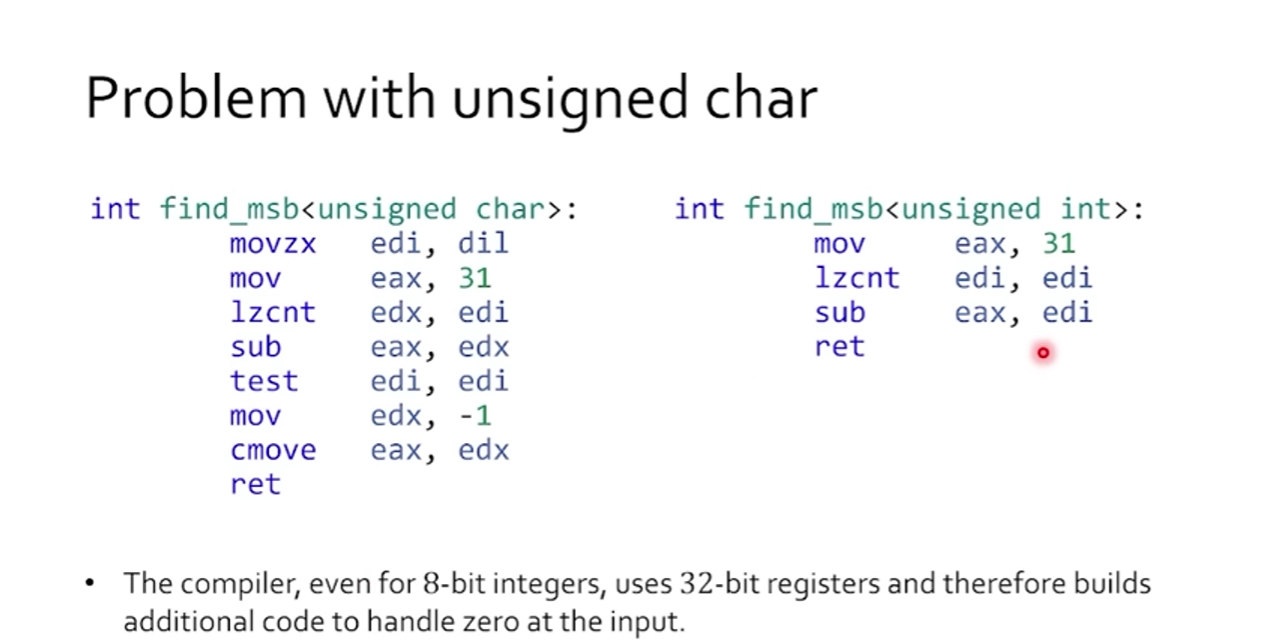 Problem with unsigned char
int find_msb<unsigned char>:
movzx edi, dil
mov eax, 31
lzcnt edx, edi
sub eax, edx
test edi, edi
mov edx, -1
cmove eax, edx
ret
int find_msb<unsigned int>:
mov eax, 31
lzcnt edi, edi
sub eax, edi
ret
• The compiler, even for 8-bit integers, uses 32-bit registers and therefore builds
additional code to handle zero at the input.